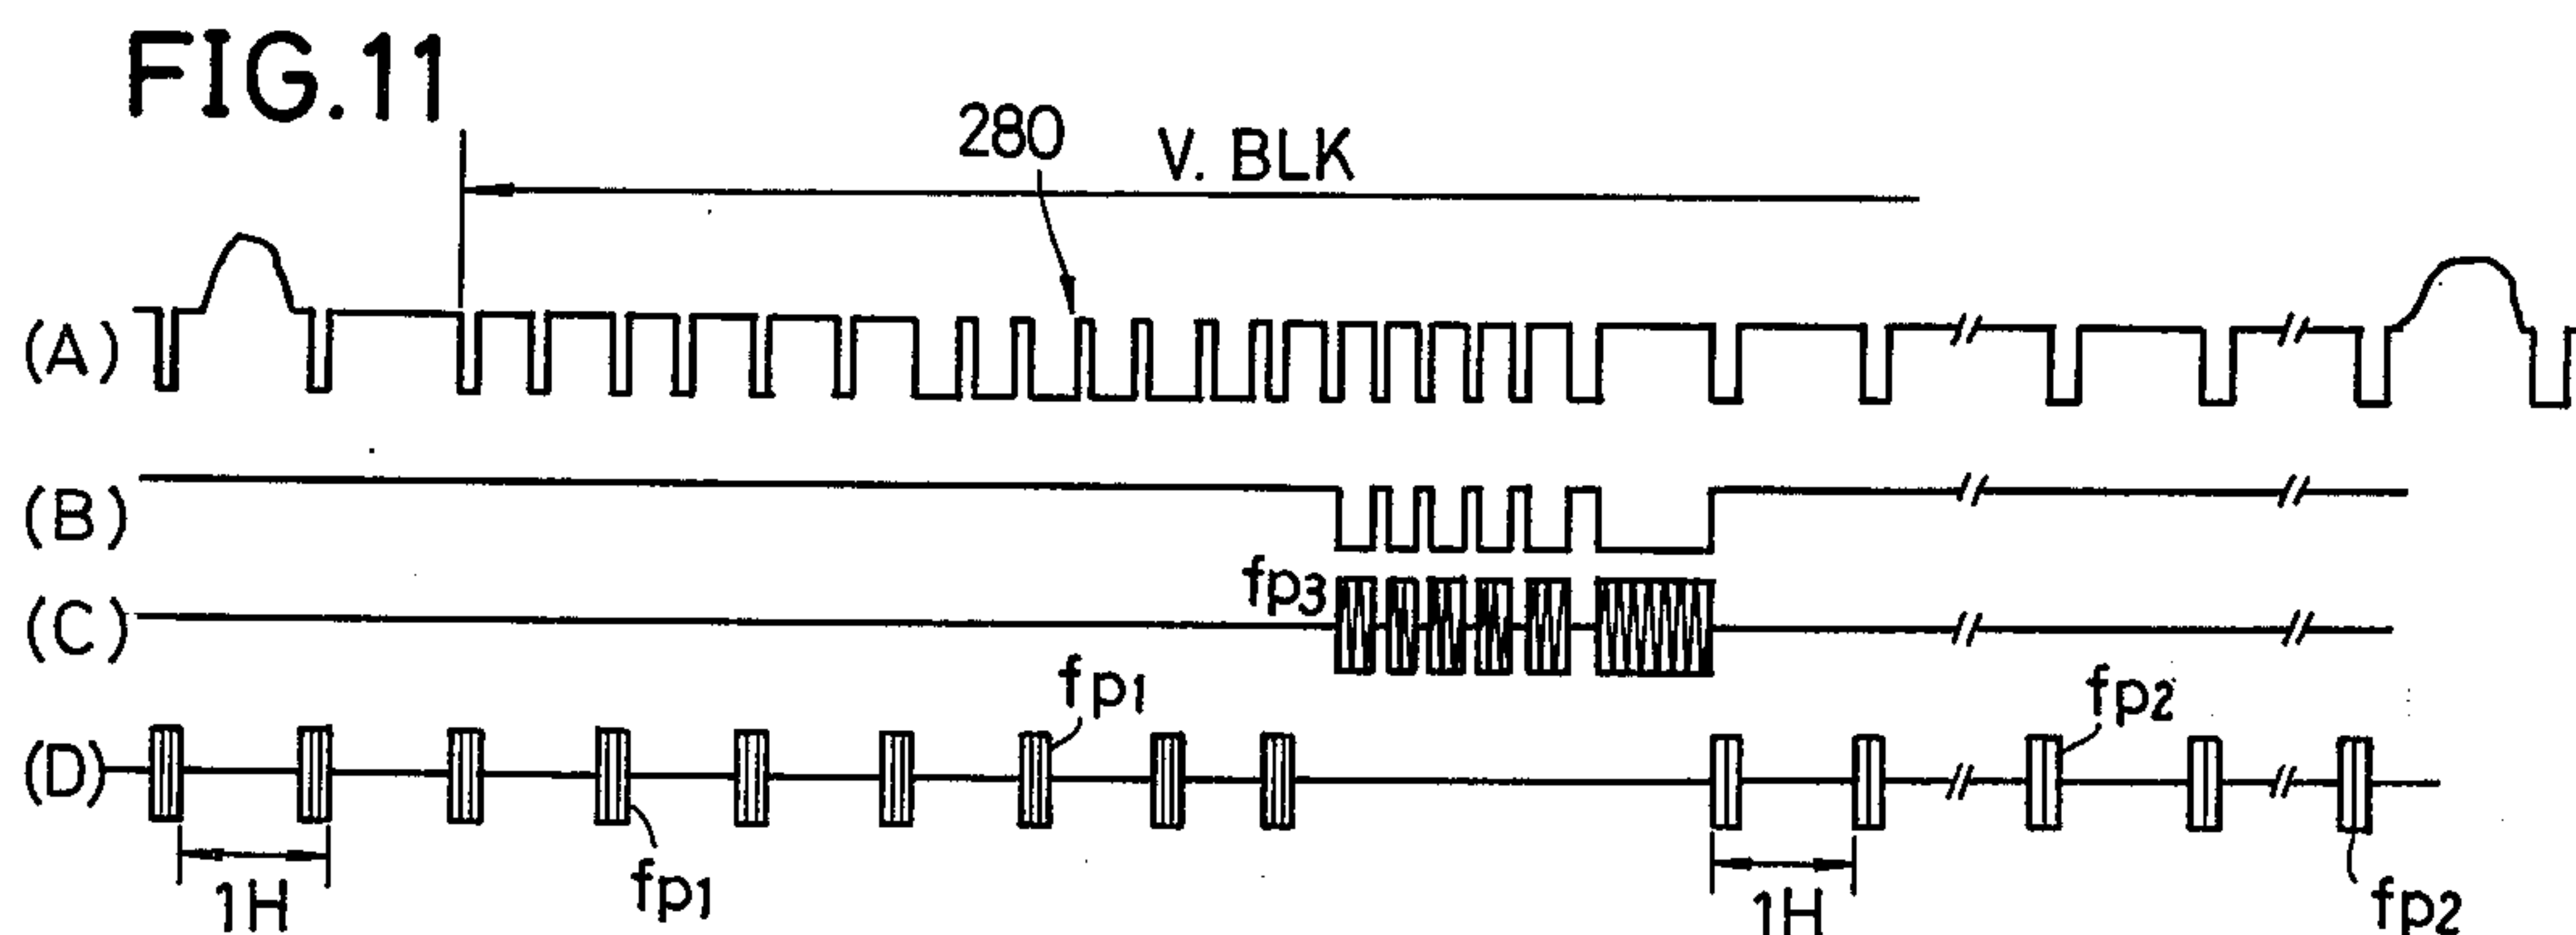 FIG.11
280 V. BLK
(A)
(B)
fp3
(C)
fp1
fp2
(D)
1H fp1 1H fp2